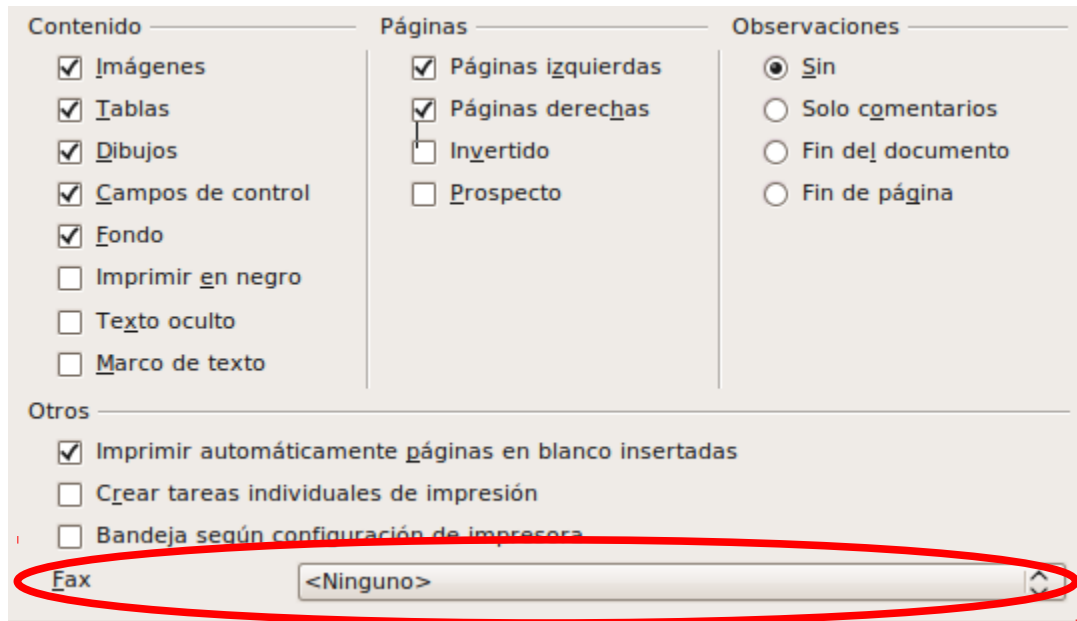 Contenido
Imágenes
Tablas
Dibujos
Campos de control
Fondo
Imprimir en negro
Texto oculto
Marco de texto
Páginas
Páginas izquierdas
Páginas derechas
Invertido
Prospecto
Observaciones
Sin
Solo comentarios
Fin del documento
Fin de página
Otros
Imprimir automáticamente páginas en blanco insertadas
Crear tareas individuales de impresión
Bandeja según configuración de impresora
Fax <Ninguno>